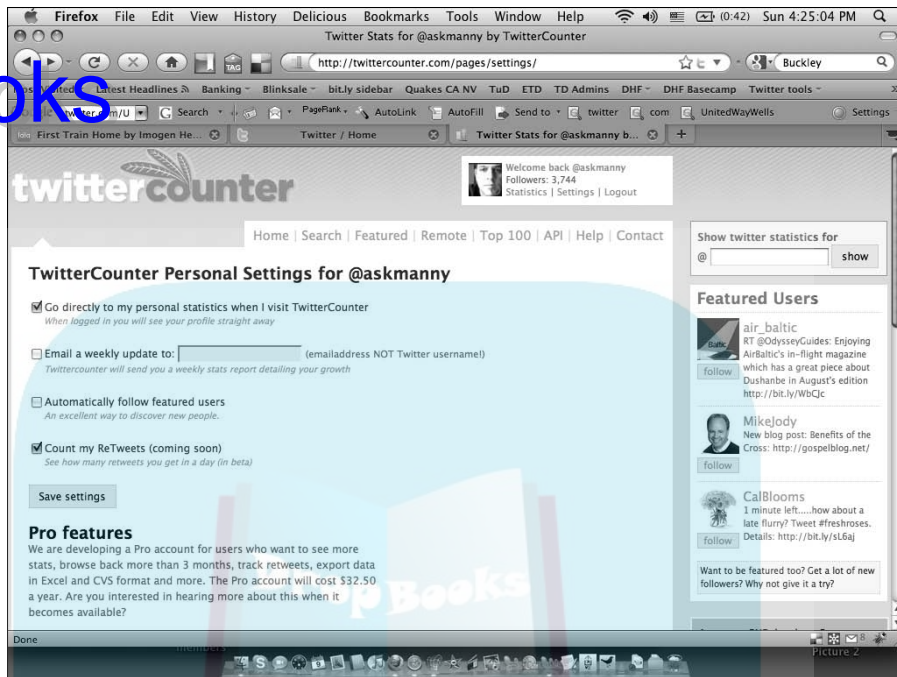 Firefox File Edit View History Delicious Bookmarks Tools Window Help (0:42) Sun 4:25:04 PM
Twitter Stats for @askmanny by TwitterCounter
http://twittercounter.com/pages/settings/ Buckley
ooks
Latest Headlines Banking Blinksale bit.ly sidebar Quakes CA NV TuD ETD TD Admins DHF DHF Basecamp Twitter tools
Search PageRank AutoLink AutoFill Send to twitter com UnitedWayWells Settings
First Train Home by Imogen He... Twitter / Home Twitter Stats for @askmanny b...
twittercounter
Welcome back @askmanny
Followers: 3,744
Statistics | Settings | Logout
Home | Search | Featured | Remote | Top 100 | API | Help | Contact
TwitterCounter Personal Settings for @askmanny
Go directly to my personal statistics when I visit TwitterCounter
When logged in you will see your profile straight away
Email a weekly update to: (emailaddress NOT Twitter username!)
Twittercounter will send you a weekly stats report detailing your growth
Automatically follow featured users
An excellent way to discover new people.
Count my ReTweets (coming soon)
See how many retweets you get in a day (in beta)
Save settings
Pro features
We are developing a Pro account for users who want to see more
stats, browse back more than 3 months, track retweets, export data
in Excel and CVS format and more. The Pro account will cost $32.50
a year. Are you interested in hearing more about this when it
becomes available?
Show twitter statistics for
@ show
Featured Users
air_baltic
RT @OdysseyGuides: Enjoying
AirBaltic's in-flight magazine
which has a great piece about
Dushanbe in August's edition
http://bit.ly/WbCJc
follow
MikeJody
New blog post: Benefits of the
Cross: http://gospelblog.net/
follow
CalBlooms
1 minute left.....how about a
late flurry? Tweet #freshroses.
Details: http://bit.ly/sL6aj
follow
Want to be featured too? Get a lot of new
followers? Why not give it a try?
Done
members
Picture 2